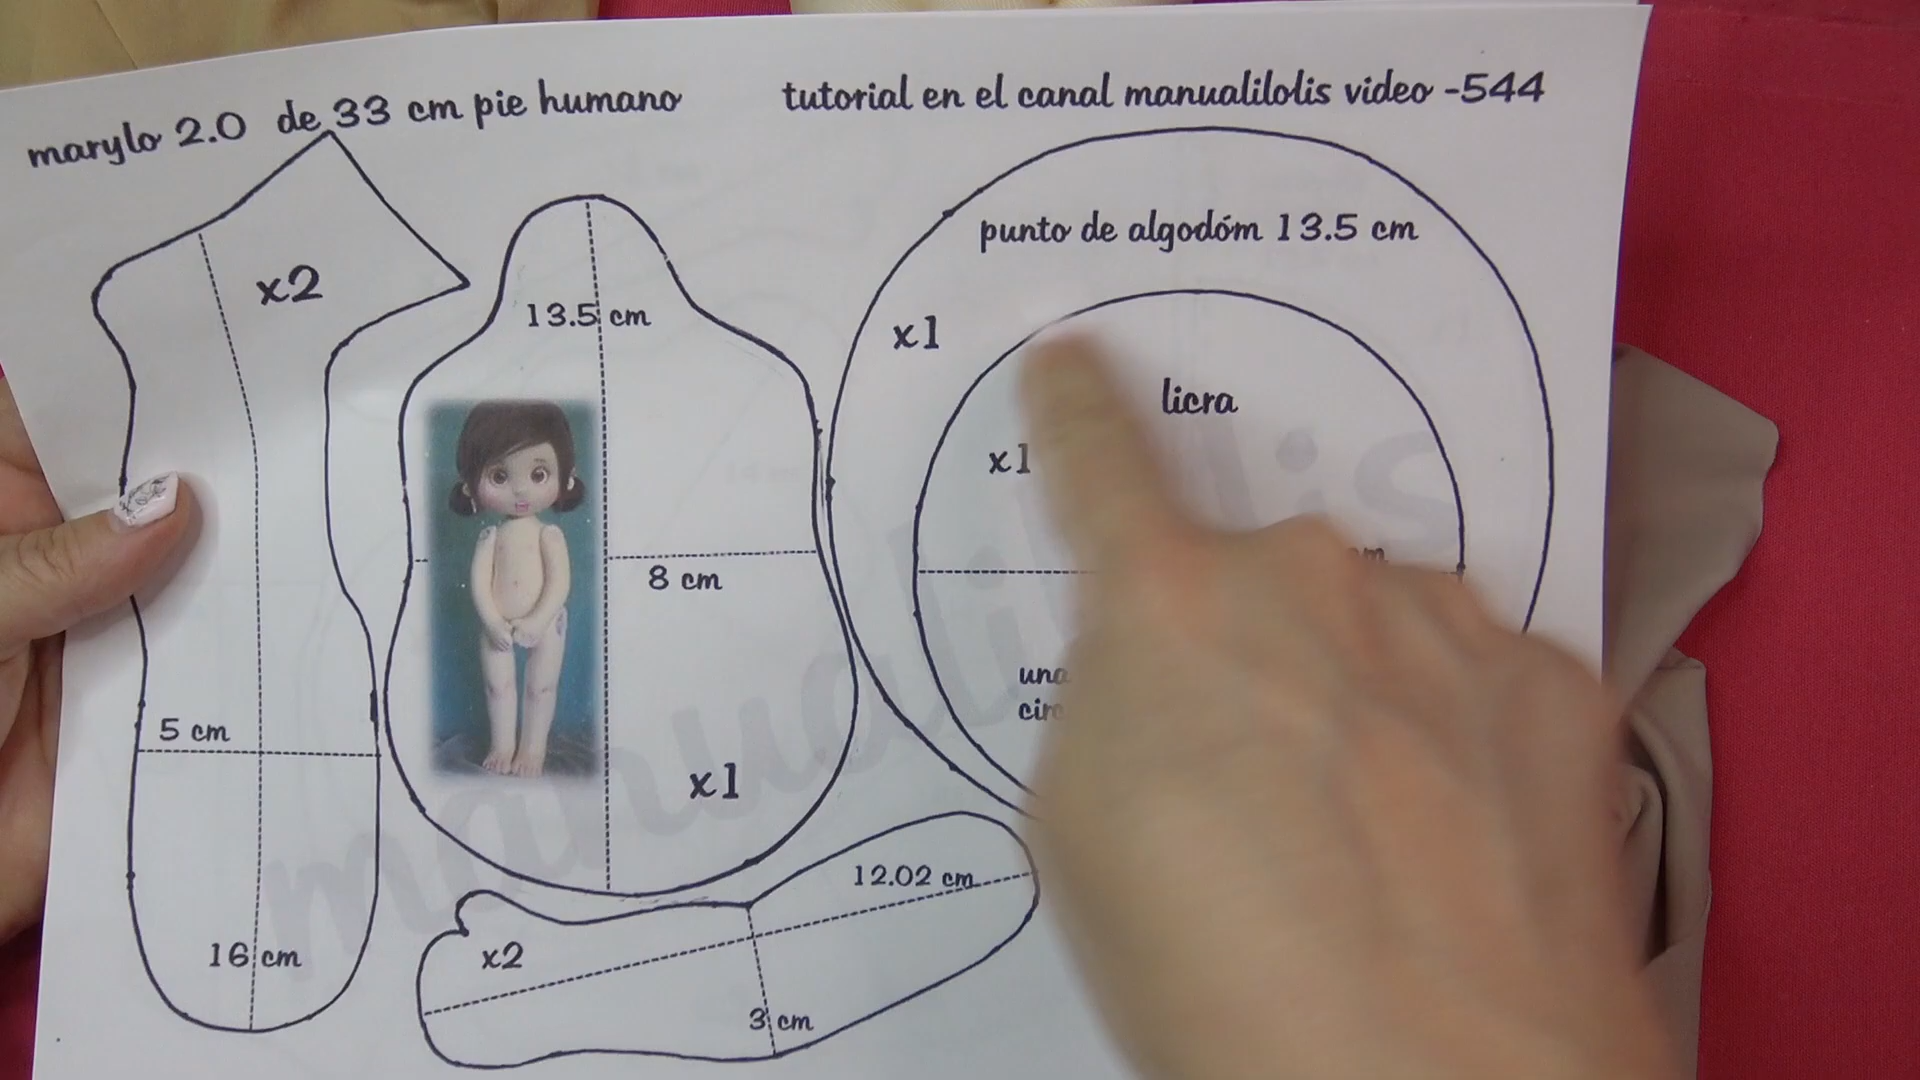 marylo 2.0 de 33 cm pie humano
tutorial en el canal manualilolis video -544
x2
5 cm
16 cm
13.5 cm
8 cm
x1
punto de algodóm 13.5 cm
x1
licra
x1
una
12.02 cm
x2
3 cm